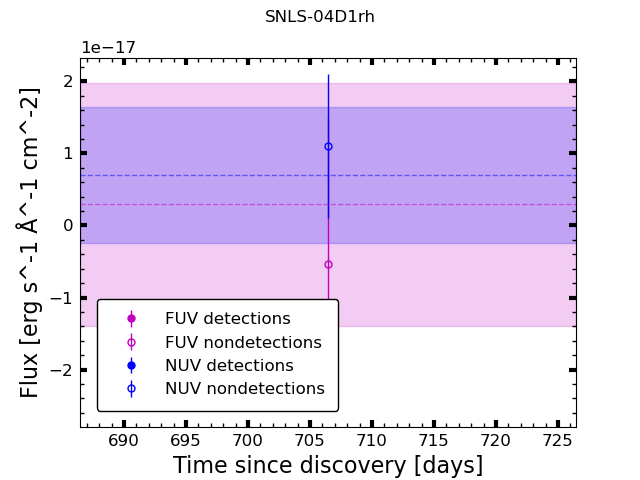 SNLS-04D1rh
1e−17
2
1
0
−1
−2
Flux [erg s^-1 Å^-1 cm^-2]
FUV detections
FUV nondetections
NUV detections
NUV nondetections
690 695 700 705 710 715 720 725
Time since discovery [days]